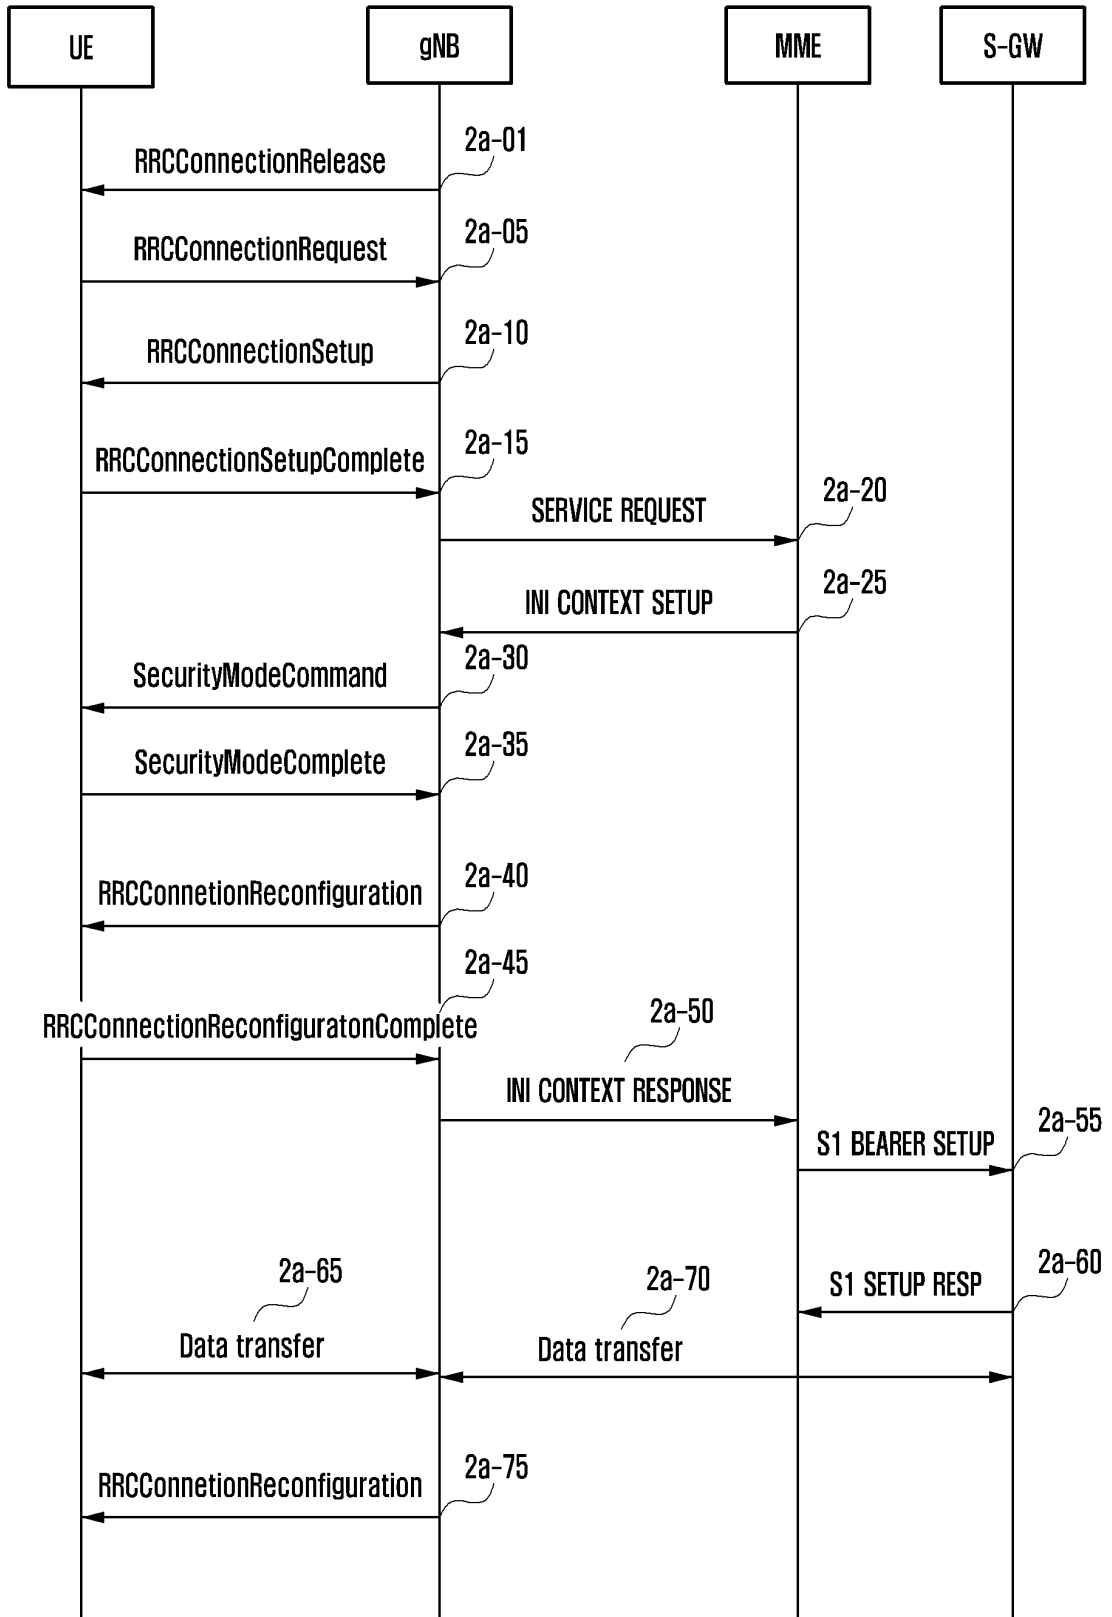 UE
gNB
MME
S-GW
2a-01
RRCConnectionRelease
2a-05
RRCConnectionRequest
2a-10
RRCConnectionSetup
2a-15
RRCConnectionSetupComplete
2a-20
SERVICE REQUEST
2a-25
INI CONTEXT SETUP
2a-30
SecurityModeCommand
2a-35
SecurityModeComplete
2a-40
RRCConnetionReconfiguration
2a-45
RRCConnectionReconfiguratonComplete
2a-50
INI CONTEXT RESPONSE
2a-55
S1 BEARER SETUP
2a-60
S1 SETUP RESP
2a-65
Data transfer
2a-70
Data transfer
2a-75
RRCConnetionReconfiguration